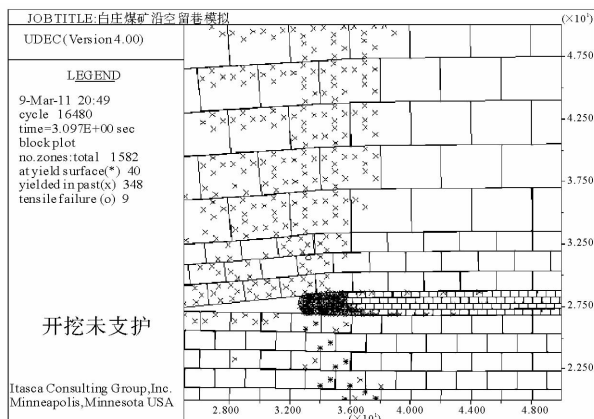 JOBTITLE:白庄煤矿沿空留巷模拟
UDEC (Version 4.00)
LEGEND
9-Mar-11 20:49
cycle 16480
time=3.097E+00 sec
block plot
no.zones:total 1582
at yield surface(*) 40
yielded in past(x) 348
tensile failure (o) 9
开挖未支护
Itasca Consulting Group,Inc.
Minneapolis,Minnesota USA
(×10¹)
4.750
4.250
3.750
3.250
2.750
2.250
2.800 3.200 3.600 4.000 4.400 4.800
(×10¹)